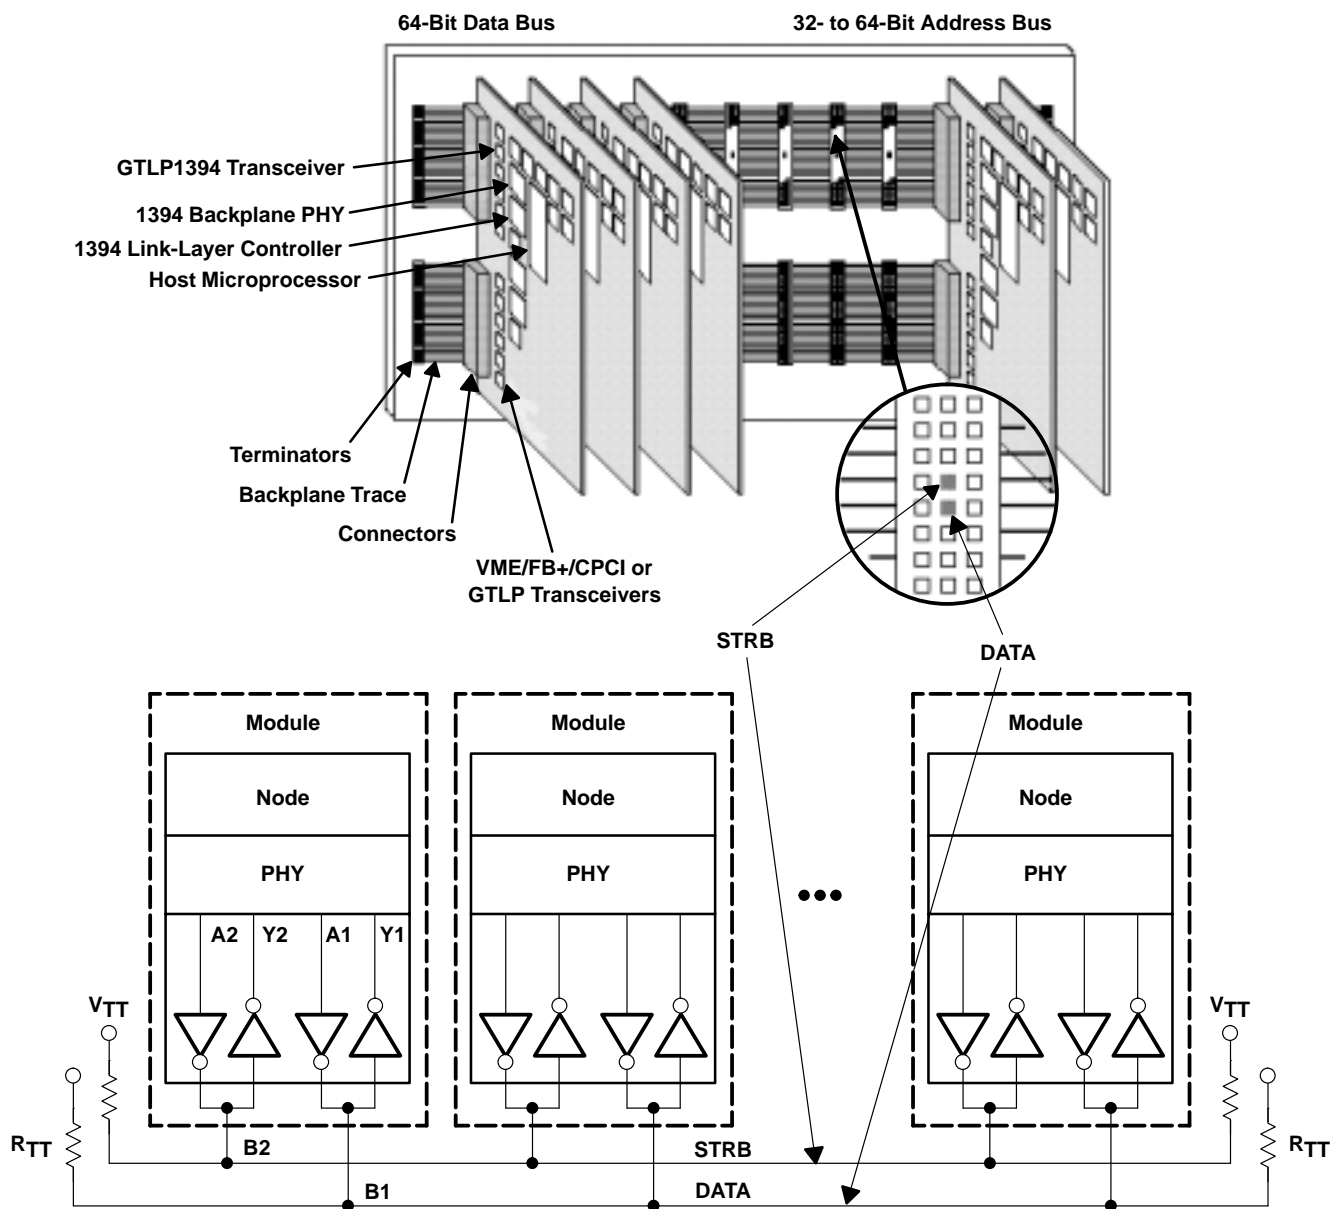 64-Bit Data Bus
32- to 64-Bit Address Bus
GTLP1394 Transceiver
1394 Backplane PHY
1394 Link-Layer Controller
Host Microprocessor
Terminators
Backplane Trace
Connectors
VME/FB+/CPCI or
GTLP Transceivers
STRB
DATA
Module
Module
Module
Node
Node
Node
PHY
PHY
PHY
A2
Y2
A1
Y1
VTT
VTT
RTT
RTT
B2
STRB
B1
DATA